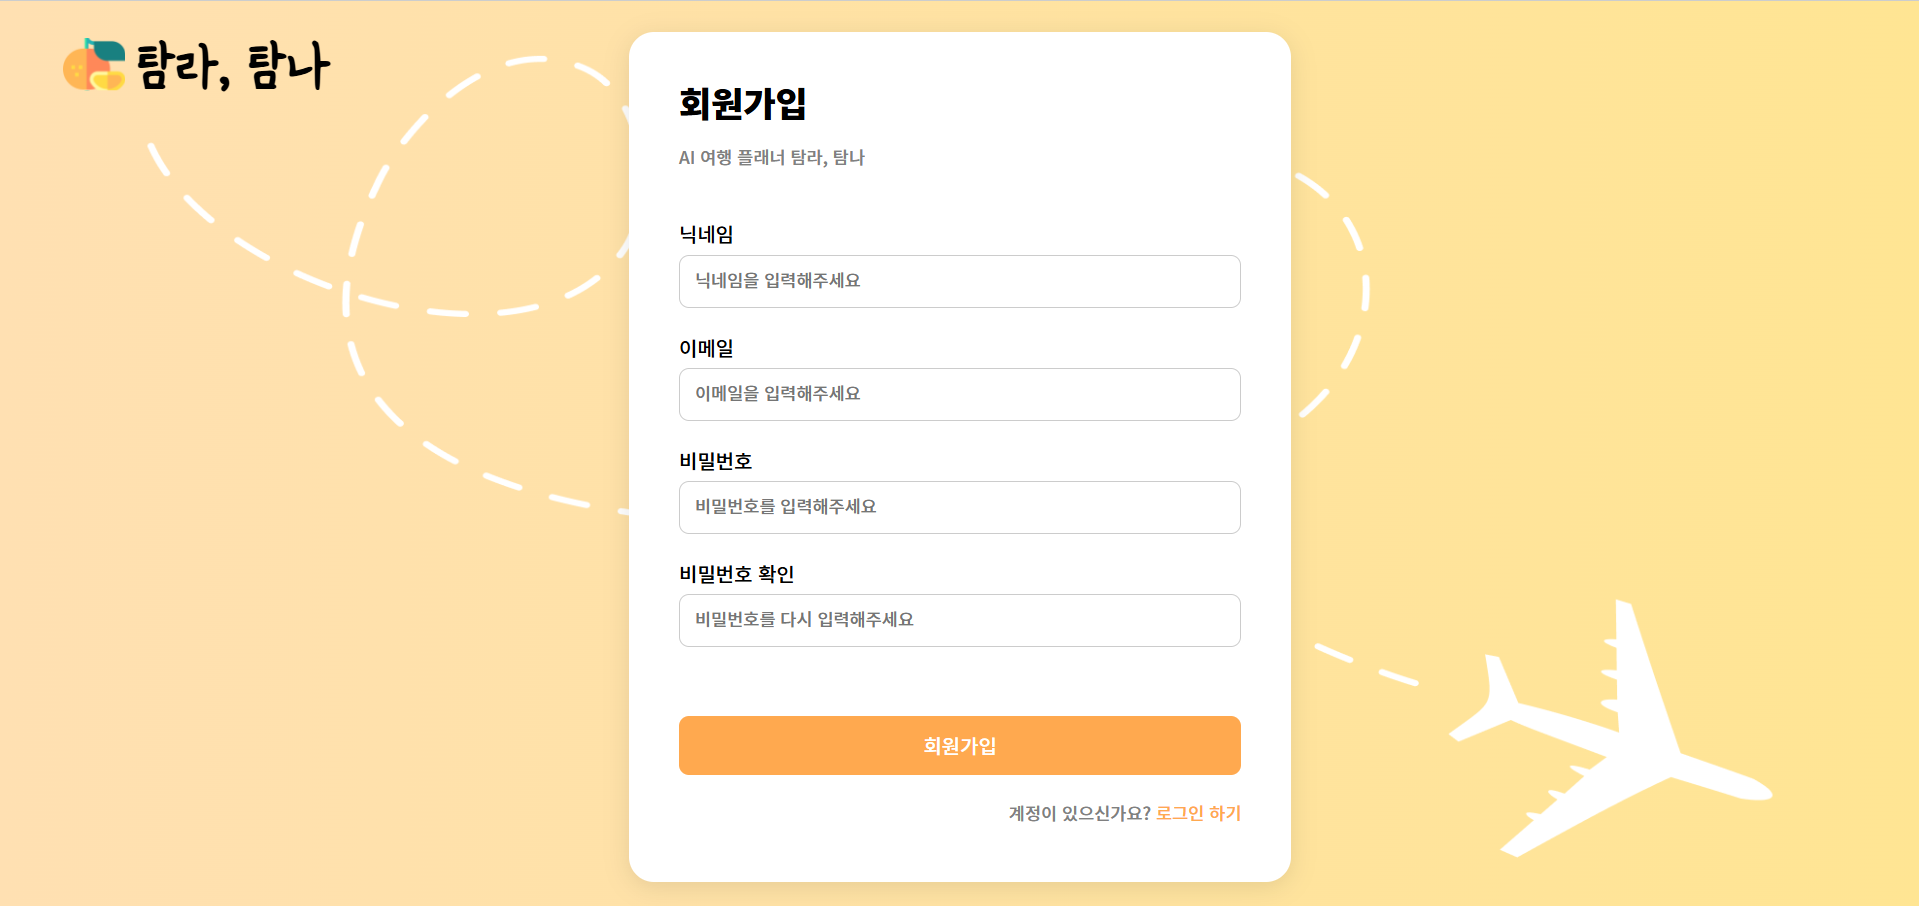 탐라, 탐나
회원가입
AI 여행 플래너 탐라, 탐나
닉네임
닉네임을 입력해주세요
이메일
이메일을 입력해주세요
비밀번호
비밀번호를 입력해주세요
비밀번호 확인
비밀번호를 다시 입력해주세요
회원가입
계정이 있으신가요? 로그인 하기